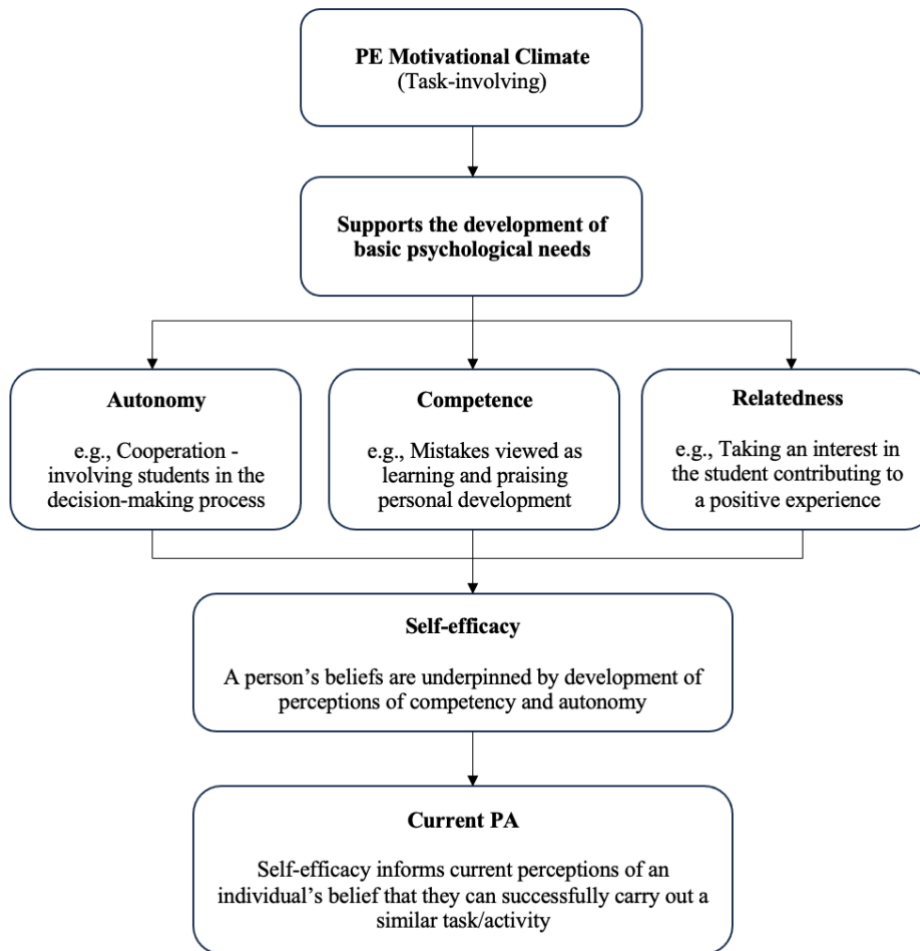 PE Motivational Climate
(Task-involving)
Supports the development of
basic psychological needs
Autonomy
e.g., Cooperation -
involving students in the
decision-making process
Competence
e.g., Mistakes viewed as
learning and praising
personal development
Relatedness
e.g., Taking an interest in
the student contributing to
a positive experience
Self-efficacy
A person's beliefs are underpinned by development of
perceptions of competency and autonomy
Current PA
Self-efficacy informs current perceptions of an
individual's belief that they can successfully carry out a
similar task/activity